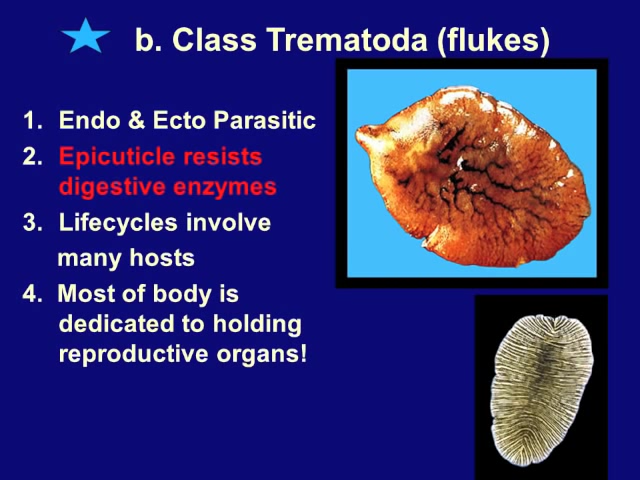 b. Class Trematoda (flukes)
1. Endo & Ecto Parasitic
2. Epicuticle resists
digestive enzymes
3. Lifecycles involve
many hosts
4. Most of body is
dedicated to holding
reproductive organs!